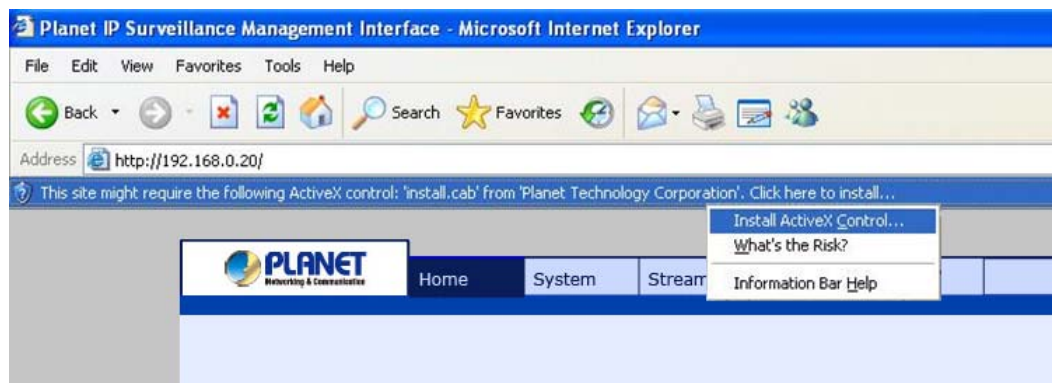 Planet IP Surveillance Management Interface - Microsoft Internet Explorer
File Edit View Favorites Tools Help
Back Search Favorites
Address http://192.168.0.20/
This site might require the following ActiveX control: 'install.cab' from 'Planet Technology Corporation'. Click here to install...
Install ActiveX Control...
What's the Risk?
Information Bar Help
PLANET
Networking & Communication
Home System Stream